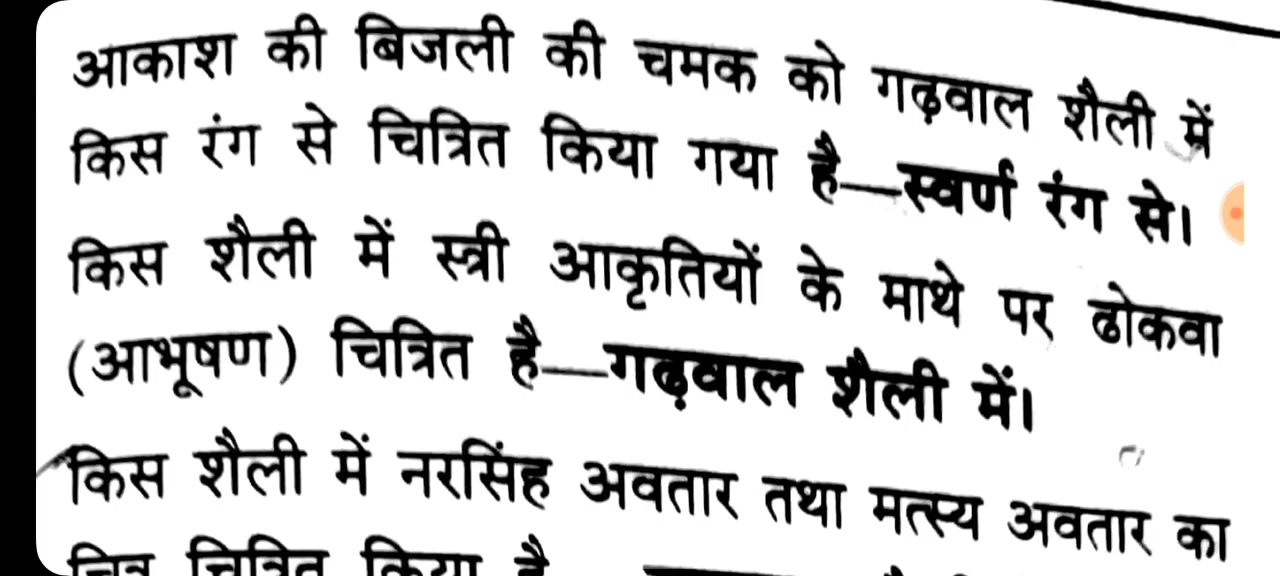 आकाश की बिजली की चमक को गढ़वाल शैली में
किस रंग से चित्रित किया गया है—स्वर्ण रंग से।
किस शैली में स्त्री आकृतियों के माथे पर ढोकवा
(आभूषण) चित्रित है—गढ़वाल शैली में।
किस शैली में नरसिंह अवतार तथा मत्स्य अवतार का
चित्र चित्रित किया है